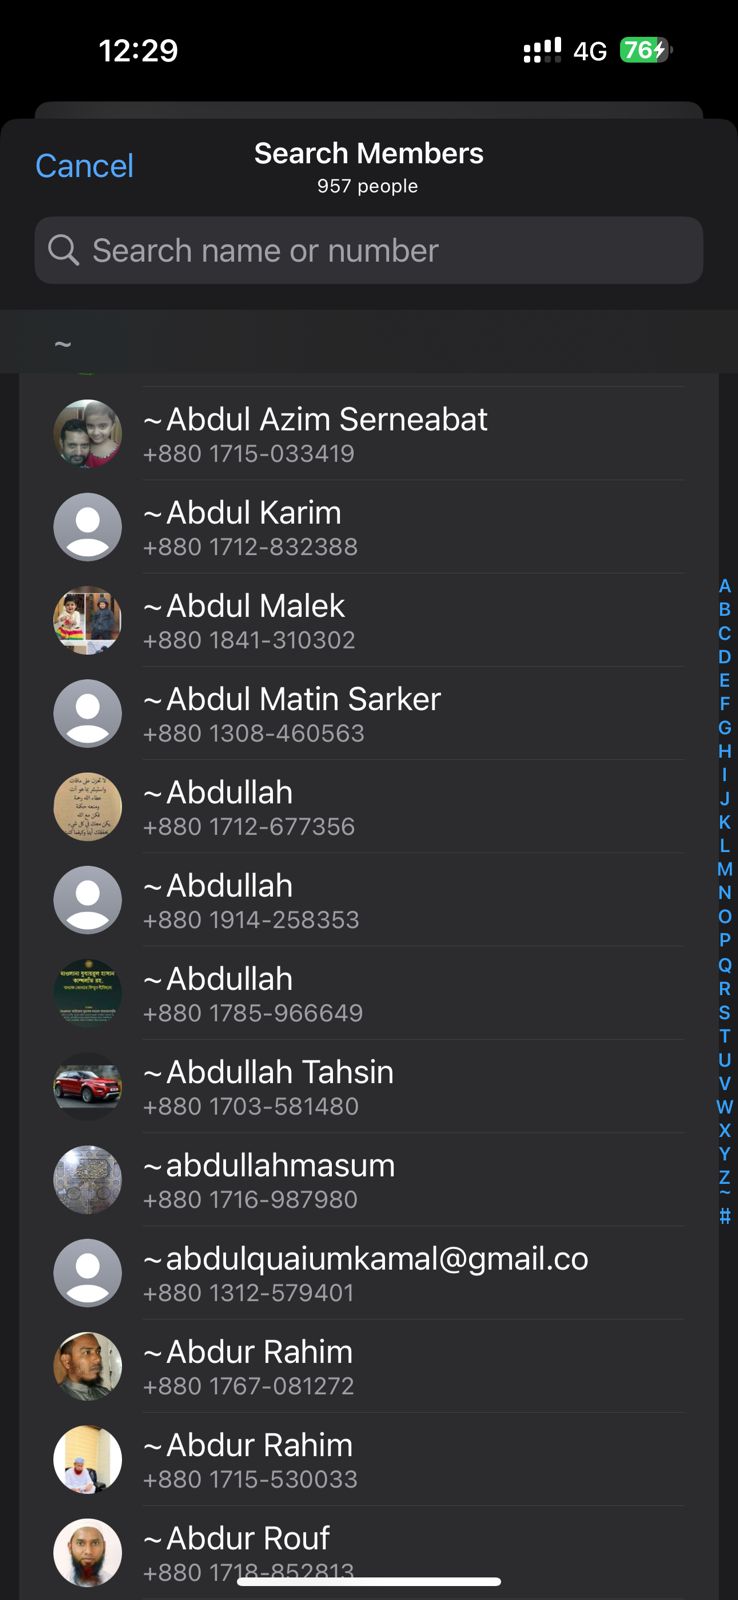 12:29
4G 76
Cancel
Search Members
957 people
Search name or number
~
~Abdul Azim Serneabat
+880 1715-033419
~Abdul Karim
+880 1712-832388
~Abdul Malek
+880 1841-310302
~Abdul Matin Sarker
+880 1308-460563
~Abdullah
+880 1712-677356
~Abdullah
+880 1914-258353
~Abdullah
+880 1785-966649
~Abdullah Tahsin
+880 1703-581480
~abdullahmasum
+880 1716-987980
~abdulquaiumkamal@gmail.co
+880 1312-579401
~Abdur Rahim
+880 1767-081272
~Abdur Rahim
+880 1715-530033
~Abdur Rouf
+880 1718-852813
A
B
C
D
E
F
G
H
I
J
K
L
M
N
O
P
Q
R
S
T
U
V
W
X
Y
Z
~
#